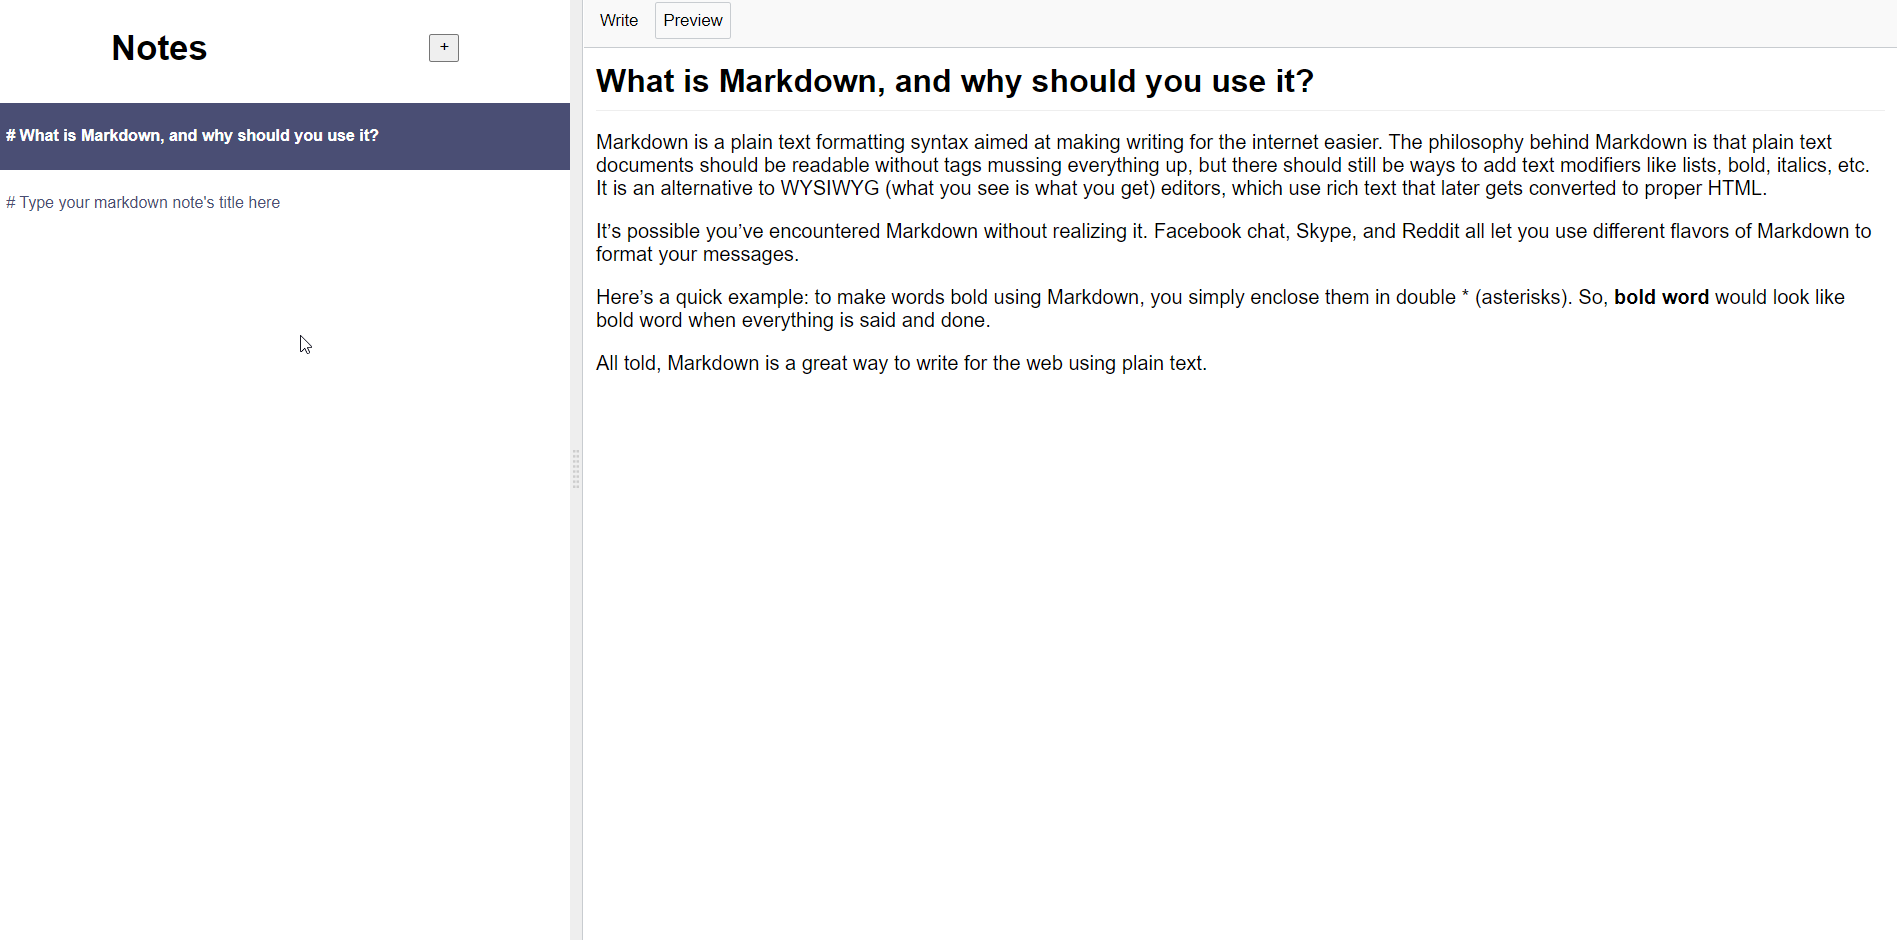 Notes
+
# What is Markdown, and why should you use it?
# Type your markdown note's title here
Write
Preview
What is Markdown, and why should you use it?
Markdown is a plain text formatting syntax aimed at making writing for the internet easier. The philosophy behind Markdown is that plain text
documents should be readable without tags mussing everything up, but there should still be ways to add text modifiers like lists, bold, italics, etc.
It is an alternative to WYSIWYG (what you see is what you get) editors, which use rich text that later gets converted to proper HTML.
It’s possible you’ve encountered Markdown without realizing it. Facebook chat, Skype, and Reddit all let you use different flavors of Markdown to
format your messages.
Here’s a quick example: to make words bold using Markdown, you simply enclose them in double * (asterisks). So, bold word would look like
bold word when everything is said and done.
All told, Markdown is a great way to write for the web using plain text.